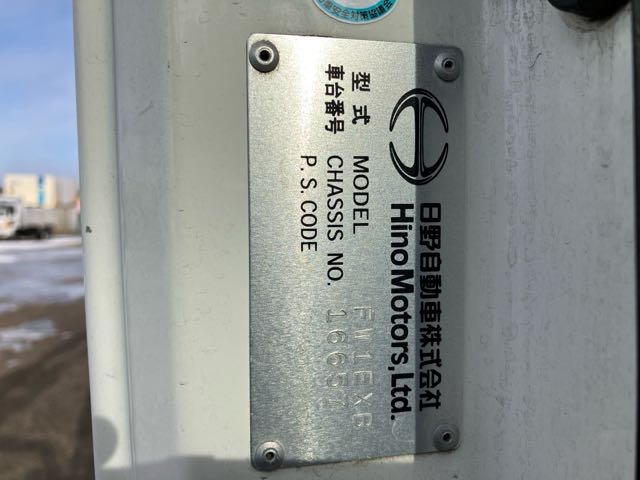 日野自動車株式会社
Hino Motors, Ltd.
型式 MODEL FW1EXG
車台番号 CHASSIS NO. 16657
P.S. CODE